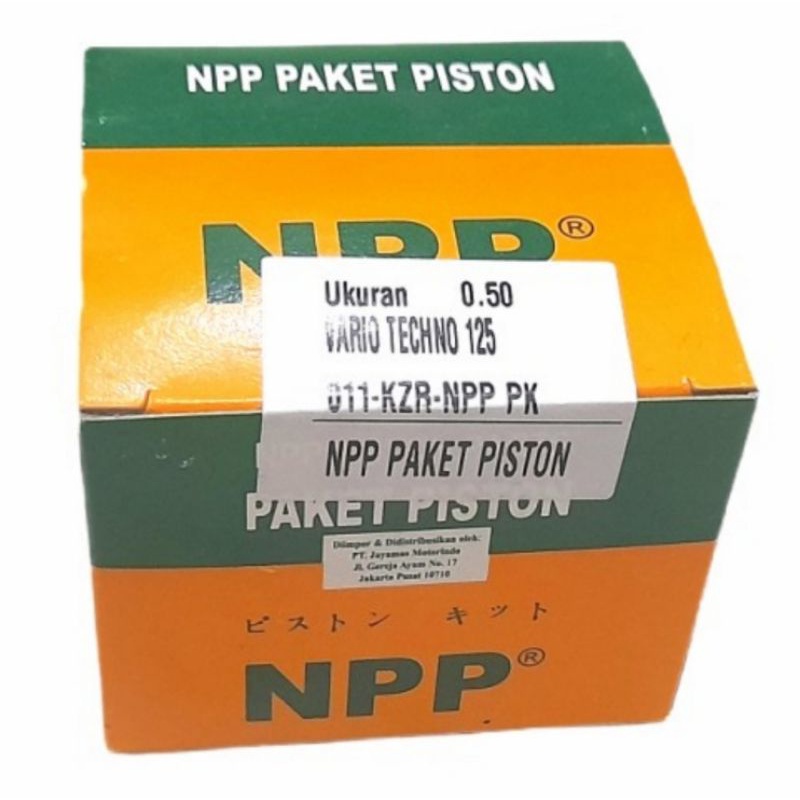 NPP PAKET PISTON
NPP®
Ukuran 0.50
VARIO TECHNO 125
011-KZR-NPP PK
NPP PAKET PISTON
NPP
PAKET PISTON
Diimpor & Didistribusikan oleh:
PT. Jayamas Motorindo
Jl. Gereja Ayam No. 17
Jakarta Pusat 10710
ピストン キット
NPP®